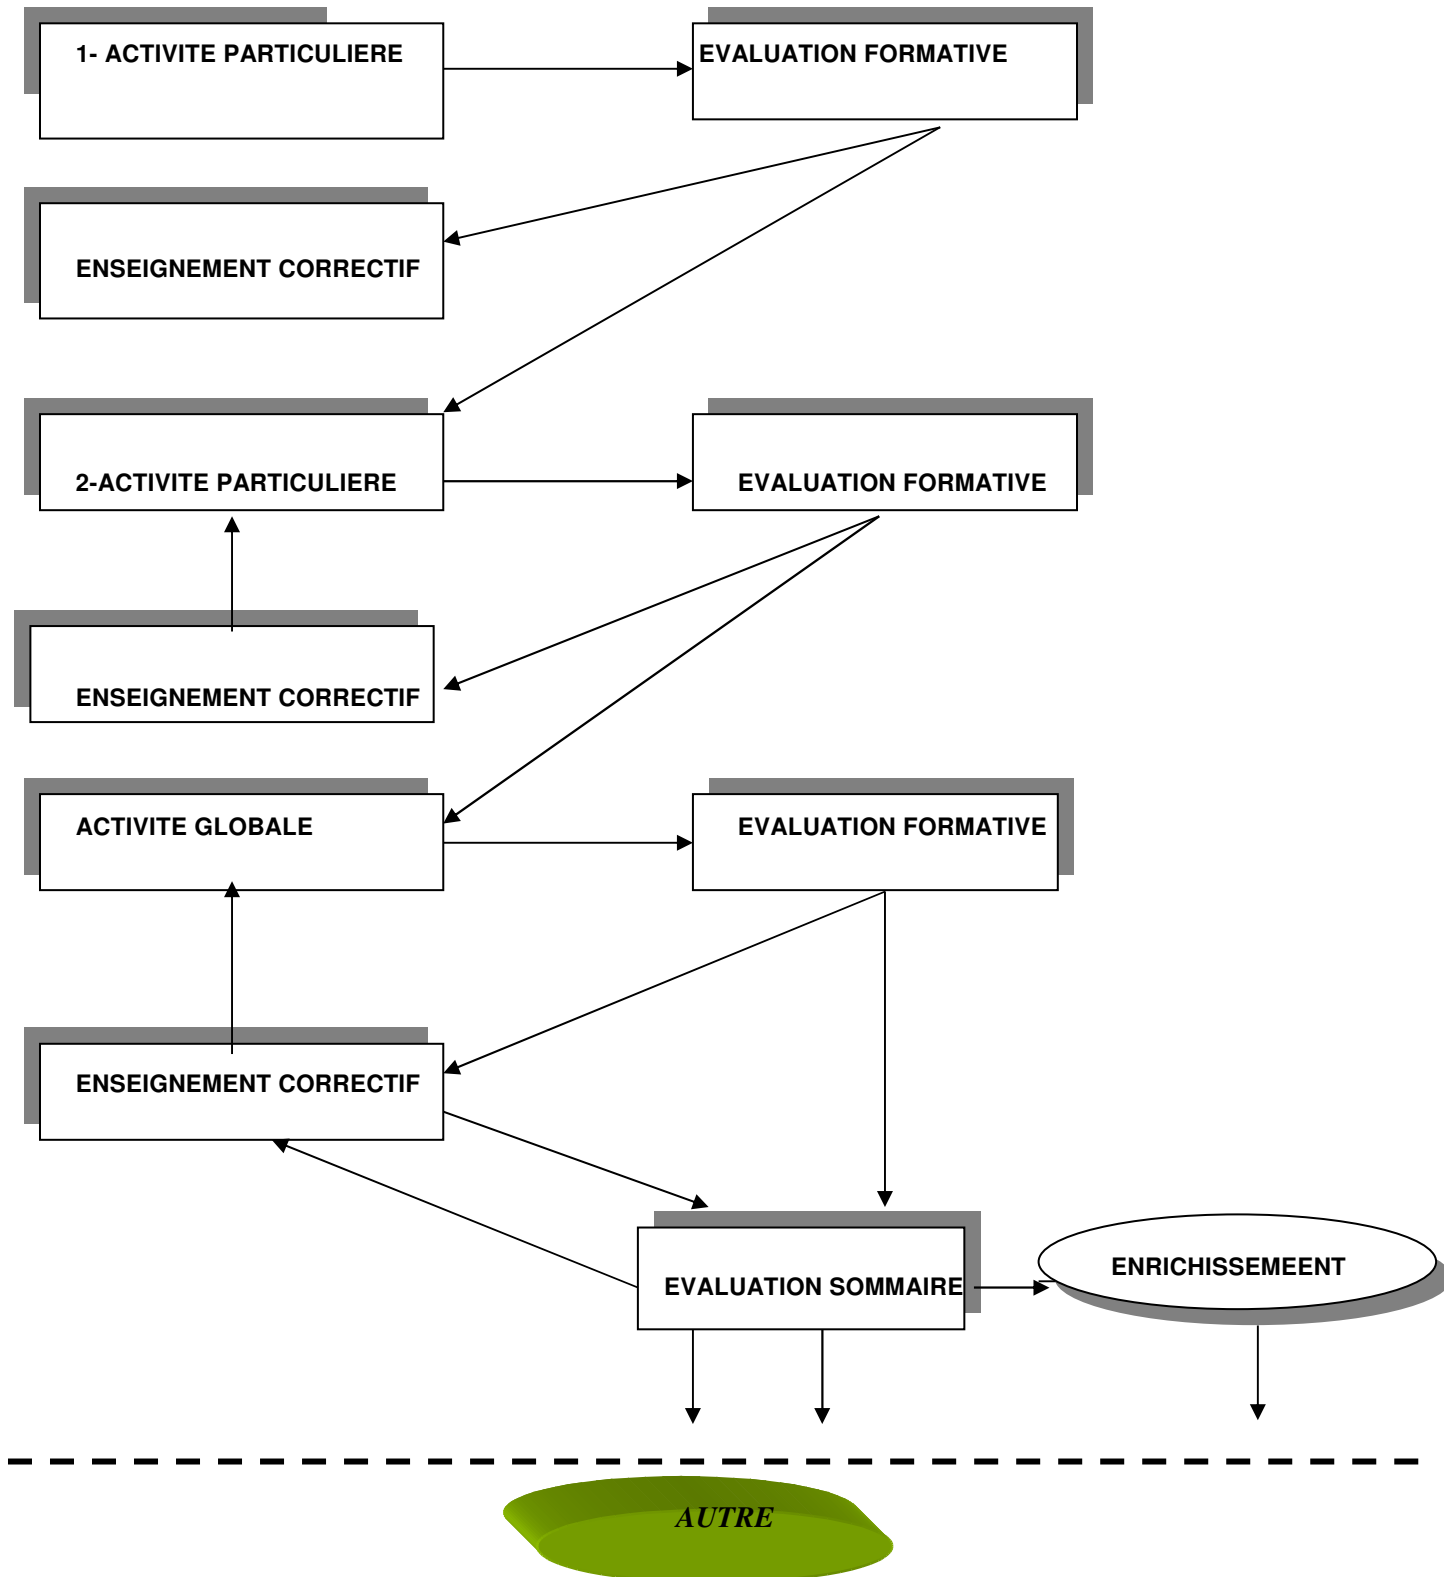 1- ACTIVITE PARTICULIERE
EVALUATION FORMATIVE
ENSEIGNEMENT CORRECTIF
2-ACTIVITE PARTICULIERE
EVALUATION FORMATIVE
ENSEIGNEMENT CORRECTIF
ACTIVITE GLOBALE
EVALUATION FORMATIVE
ENSEIGNEMENT CORRECTIF
EVALUATION SOMMAIRE
ENRICHISSEMEENT
AUTRE